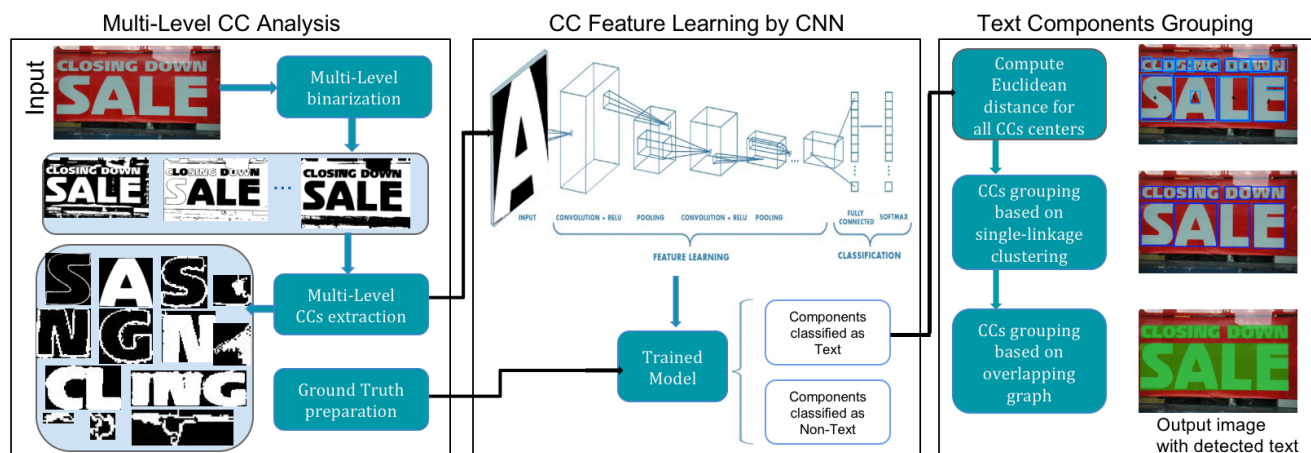 Multi-Level CC Analysis
CC Feature Learning by CNN
Text Components Grouping
Input
CLOSING DOWN
SALE
Multi-Level
binarization
CLOSING DOWN
SALE
CLOSING DOWN
SALE
...
CLOSING DOWN
SALE
Multi-Level
CCs extraction
S A S
N G N
CL ING
Ground Truth
preparation
A
...
INPUT
CONVOLUTION + RELU
POOLING
CONVOLUTION + RELU
POOLING
FULLY
CONNECTED
SOFTMAX
FEATURE LEARNING
CLASSIFICATION
Trained
Model
Components
classified as
Text
Components
classified as
Non-Text
Compute
Euclidean
distance for
all CCs centers
CLOSING DOWN
SALE
CCs grouping
based on
single-linkage
clustering
CLOSING DOWN
SALE
CCs grouping
based on
overlapping
graph
CLOSING DOWN
SALE
Output image
with detected text